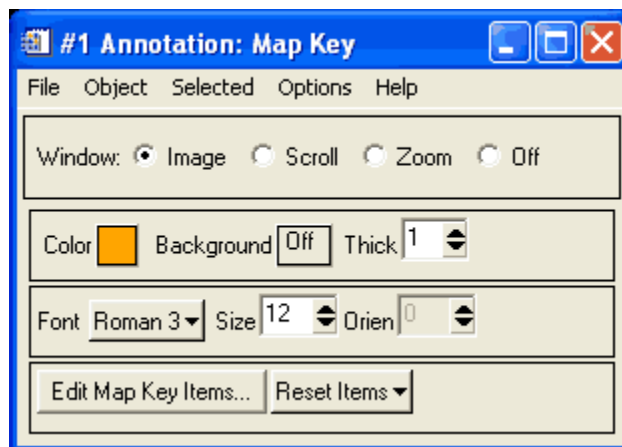 #1 Annotation: Map Key
File Object Selected Options Help
Window: Image Scroll Zoom Off
Color Background Off Thick 1
Font Roman 3 Size 12 Orien 0
Edit Map Key Items... Reset Items